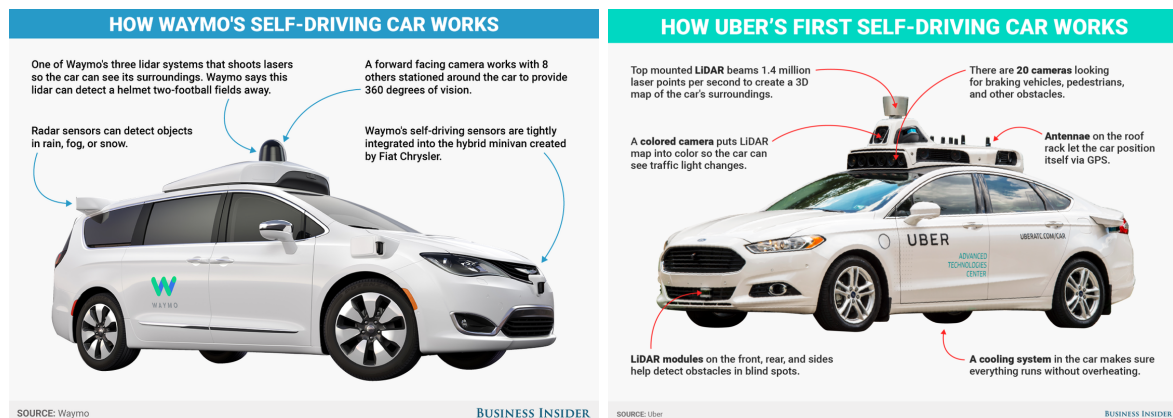 HOW WAYMO'S SELF-DRIVING CAR WORKS
One of Waymo's three lidar systems that shoots lasers
so the car can see its surroundings. Waymo says this
lidar can detect a helmet two-football fields away.
A forward facing camera works with 8
others stationed around the car to provide
360 degrees of vision.
Radar sensors can detect objects
in rain, fog, or snow.
Waymo's self-driving sensors are tightly
integrated into the hybrid minivan created
by Fiat Chrysler.
WAYMO
SOURCE: Waymo
BUSINESS INSIDER
HOW UBER'S FIRST SELF-DRIVING CAR WORKS
Top mounted LiDAR beams 1.4 million
laser points per second to create a 3D
map of the car's surroundings.
There are 20 cameras looking
for braking vehicles, pedestrians,
and other obstacles.
A colored camera puts LiDAR
map into color so the car can
see traffic light changes.
Antennae on the roof
rack let the car position
itself via GPS.
UBER
ADVANCED
TECHNOLOGIES
CENTER
UBERATC.COM/CAR
LiDAR modules on the front, rear, and sides
help detect obstacles in blind spots.
A cooling system in the car makes sure
everything runs without overheating.
SOURCE: Uber
BUSINESS INSIDER